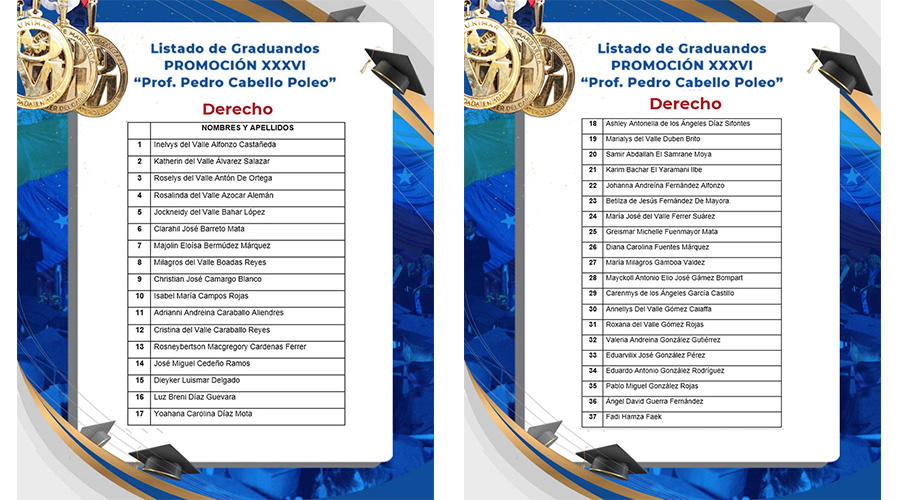 Listado de Graduandos
PROMOCIÓN XXXVI
“Prof. Pedro Cabello Poleo”
Derecho
NOMBRES Y APELLIDOS
1 Inelvys del Valle Alfonzo Castañeda
2 Katherin del Valle Álvarez Salazar
3 Roselys del Valle Antón De Ortega
4 Rosalinda del Valle Azocar Alemán
5 Jockneidy del Valle Bahar López
6 Clarahil José Barreto Mata
7 Majolin Eloísa Bermúdez Márquez
8 Milagros del Valle Boadas Reyes
9 Christian José Camargo Blanco
10 Isabel María Campos Rojas
11 Adrianni Andreina Caraballo Aliendres
12 Cristina del Valle Caraballo Reyes
13 Rosneybertson Macgregory Cardenas Ferrer
14 José Miguel Cedeño Ramos
15 Dieyker Luismar Delgado
16 Luz Breni Díaz Guevara
17 Yoahana Carolina Díaz Mota
Listado de Graduandos
PROMOCIÓN XXXVI
“Prof. Pedro Cabello Poleo”
Derecho
18 Ashley Antonella de los Ángeles Díaz Sifontes
19 Marialys del Valle Duben Brito
20 Samir Abdallah El Samrane Moya
21 Karim Bachar El Yaramani Ilbe
22 Johanna Andreína Fernández Alfonzo
23 Betilza de Jesús Fernández De Mayora.
24 María José del Valle Ferrer Suárez
25 Greismar Michelle Fuenmayor Mata
26 Diana Carolina Fuentes Márquez
27 María Milagros Gamboa Valdez
28 Mayckoll Antonio Elio José Gámez Bompart
29 Carenmys de los Ángeles García Castillo
30 Annellys Del Valle Gómez Caiaffa
31 Roxana del Valle Gómez Rojas
32 Valeria Andreina González Gutiérrez
33 Eduarvilix José González Pérez
34 Eduardo Antonio González Rodríguez
35 Pablo Miguel González Rojas
36 Ángel David Guerra Fernández
37 Fadi Hamza Faek